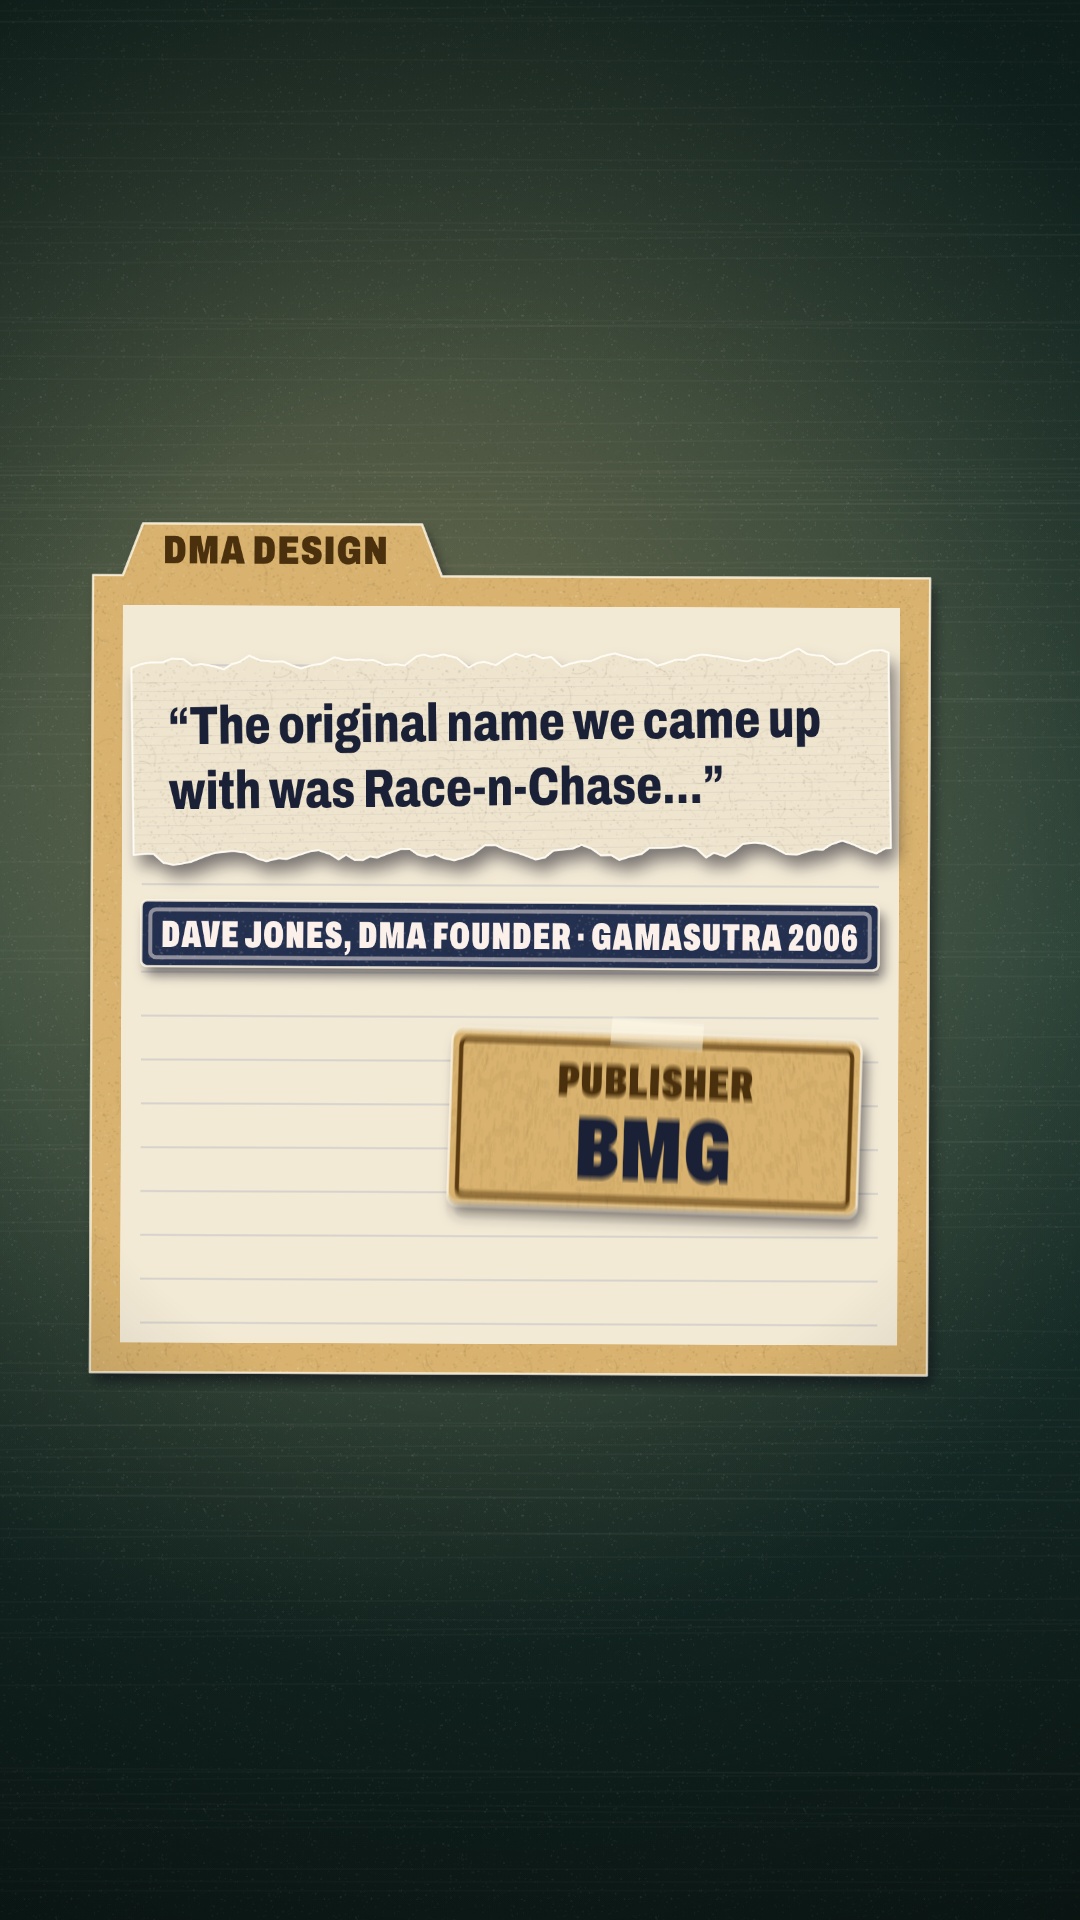 DMA DESIGN
“The original name we came up
with was Race-n-Chase...”
DAVE JONES, DMA FOUNDER · GAMASUTRA 2006
PUBLISHER
BMG